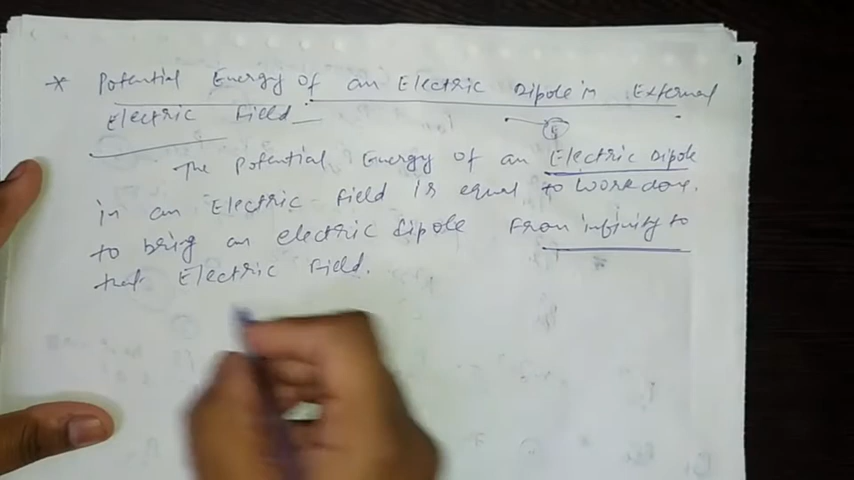 * Potential Energy of an Electric Dipole in External
Electric Field
The Potential Energy of an Electric Dipole
in an Electric Field is equal to Work done.
to bring an electric dipole From infinity to
that Electric Field.